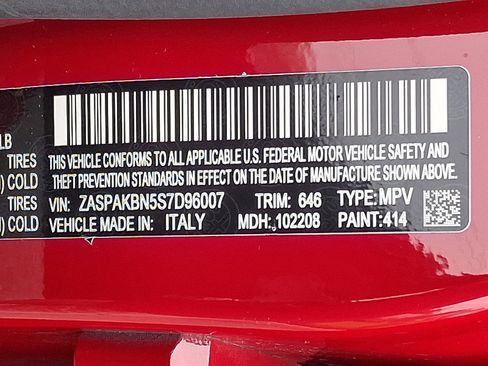 LB
TIRES THIS VEHICLE CONFORMS TO ALL APPLICABLE U.S. FEDERAL MOTOR VEHICLE SAFETY AND
) COLD THEFT PREVENTION STANDARDS IN EFFECT ON THE DATE OF MANUFACTURE SHOWN ABOVE.
TIRES VIN: ZASPAKBN5S7D96007 TRIM: 646 TYPE: MPV
) COLD VEHICLE MADE IN: ITALY MDH: 102208 PAINT: 414